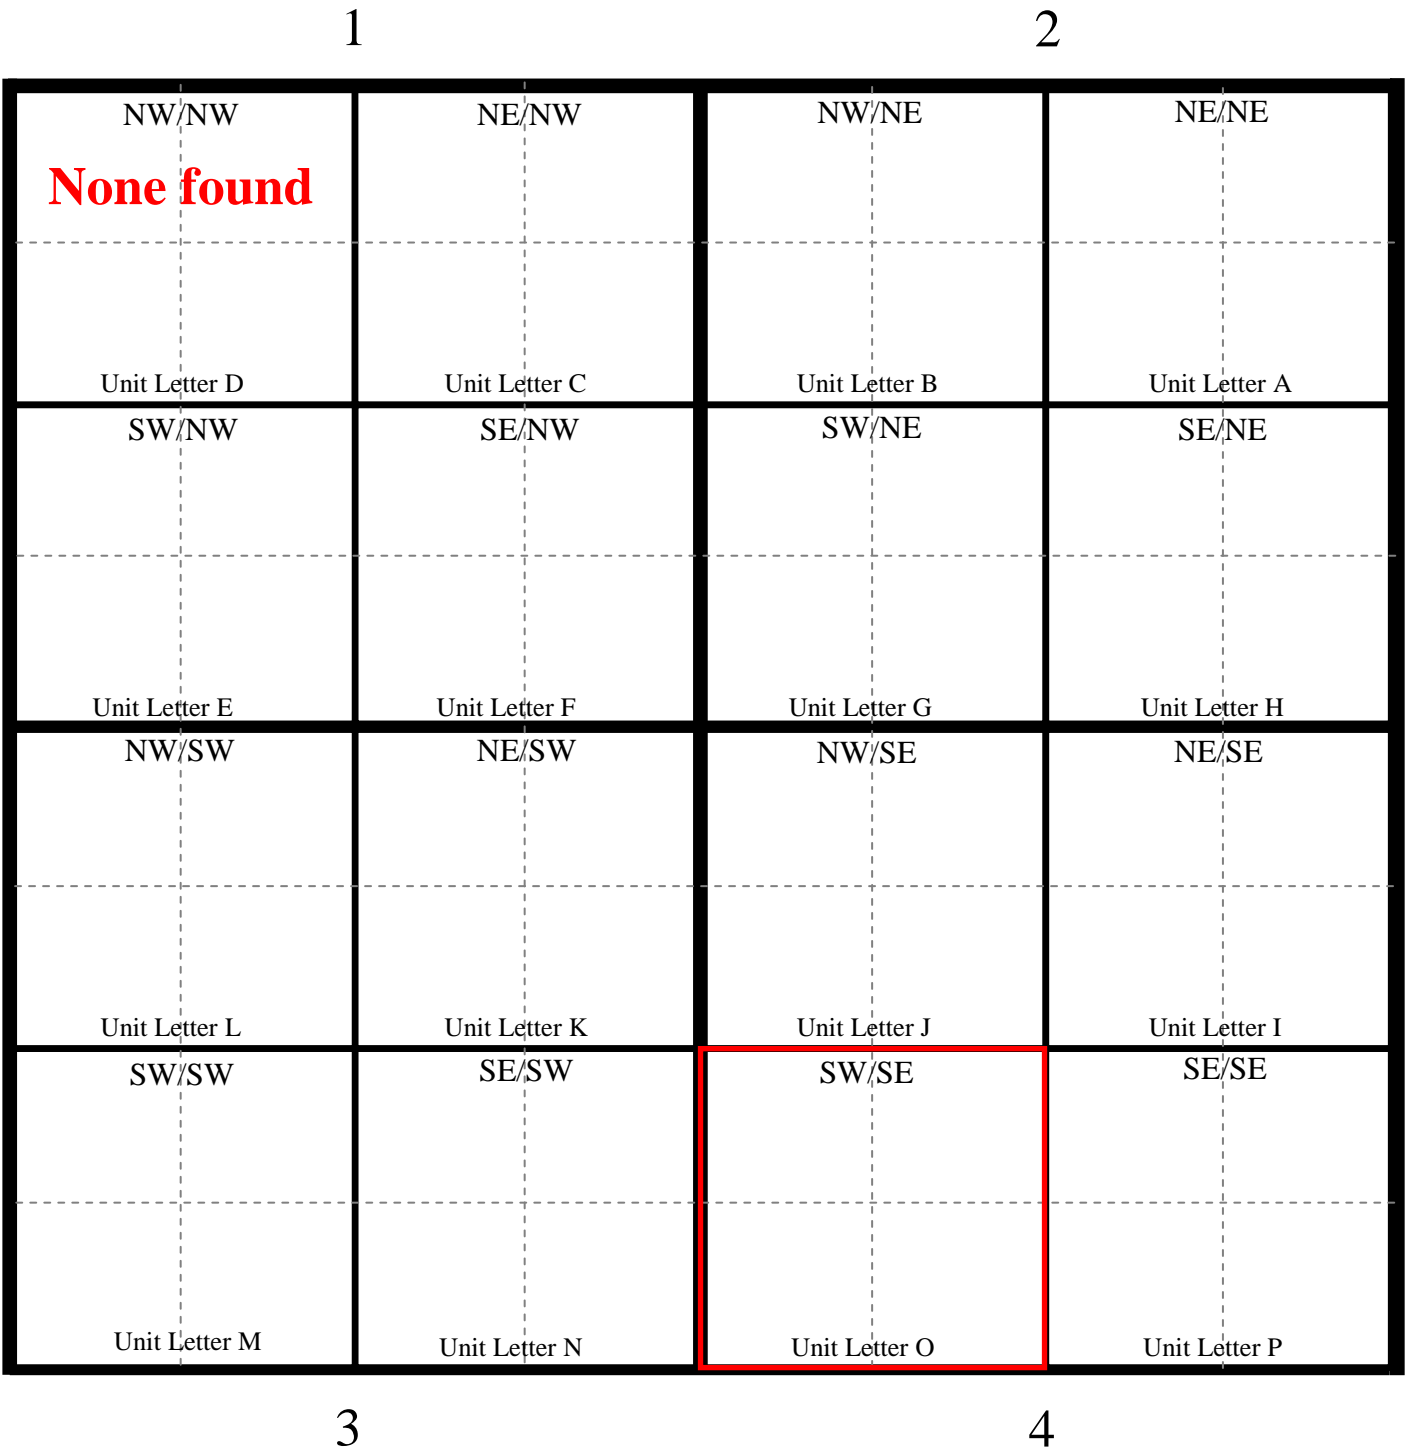 1 2
NW/NW NE/NW NW/NE NE/NE
None found
Unit Letter D Unit Letter C Unit Letter B Unit Letter A
SW/NW SE/NW SW/NE SE/NE
Unit Letter E Unit Letter F Unit Letter G Unit Letter H
NW/SW NE/SW NW/SE NE/SE
Unit Letter L Unit Letter K Unit Letter J Unit Letter I
SW/SW SE/SW SW/SE SE/SE
Unit Letter M Unit Letter N Unit Letter O Unit Letter P
3 4